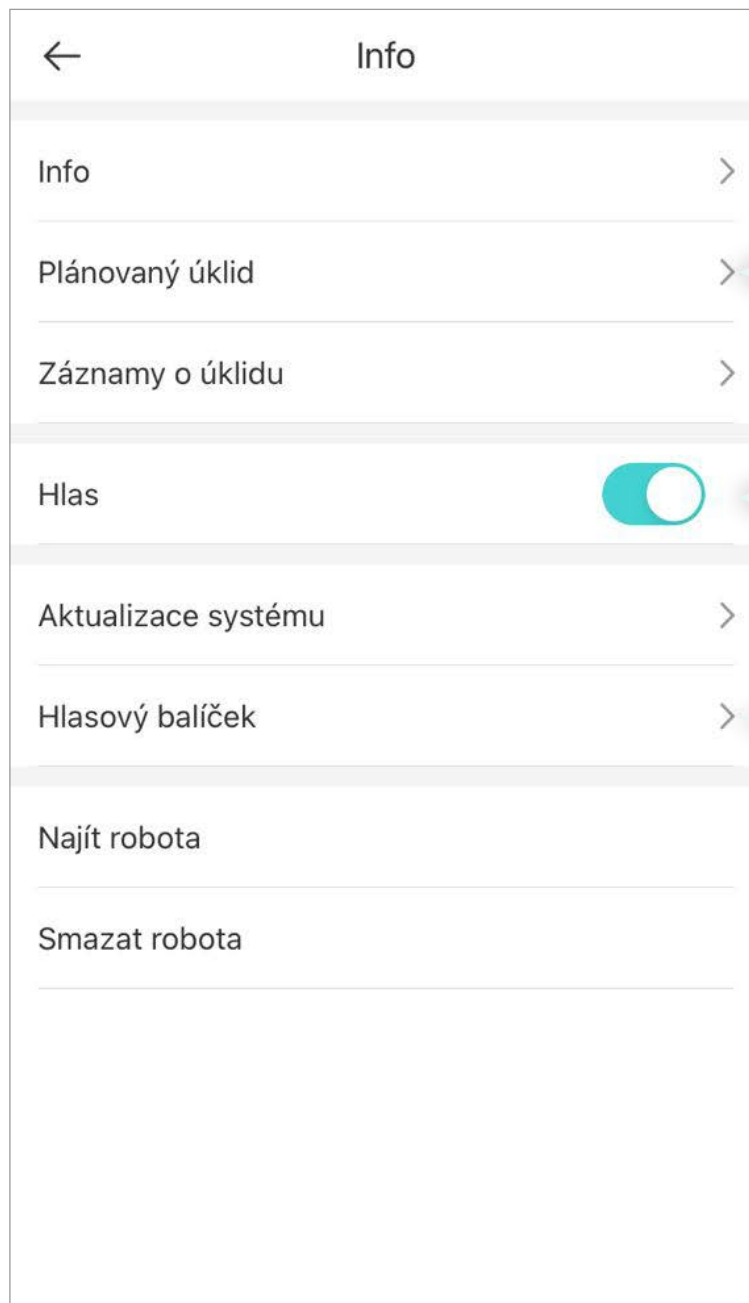 Info
Info
Plánovaný úklid
Záznamy o úklidu
Hlas
Aktualizace systému
Hlasový balíček
Najít robota
Smazat robota